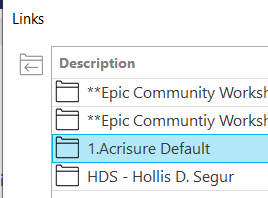 Links
Description
**Epic Community Worksh
**Epic Communtiy Worksh
1.Acrisure Default
HDS - Hollis D. Segur